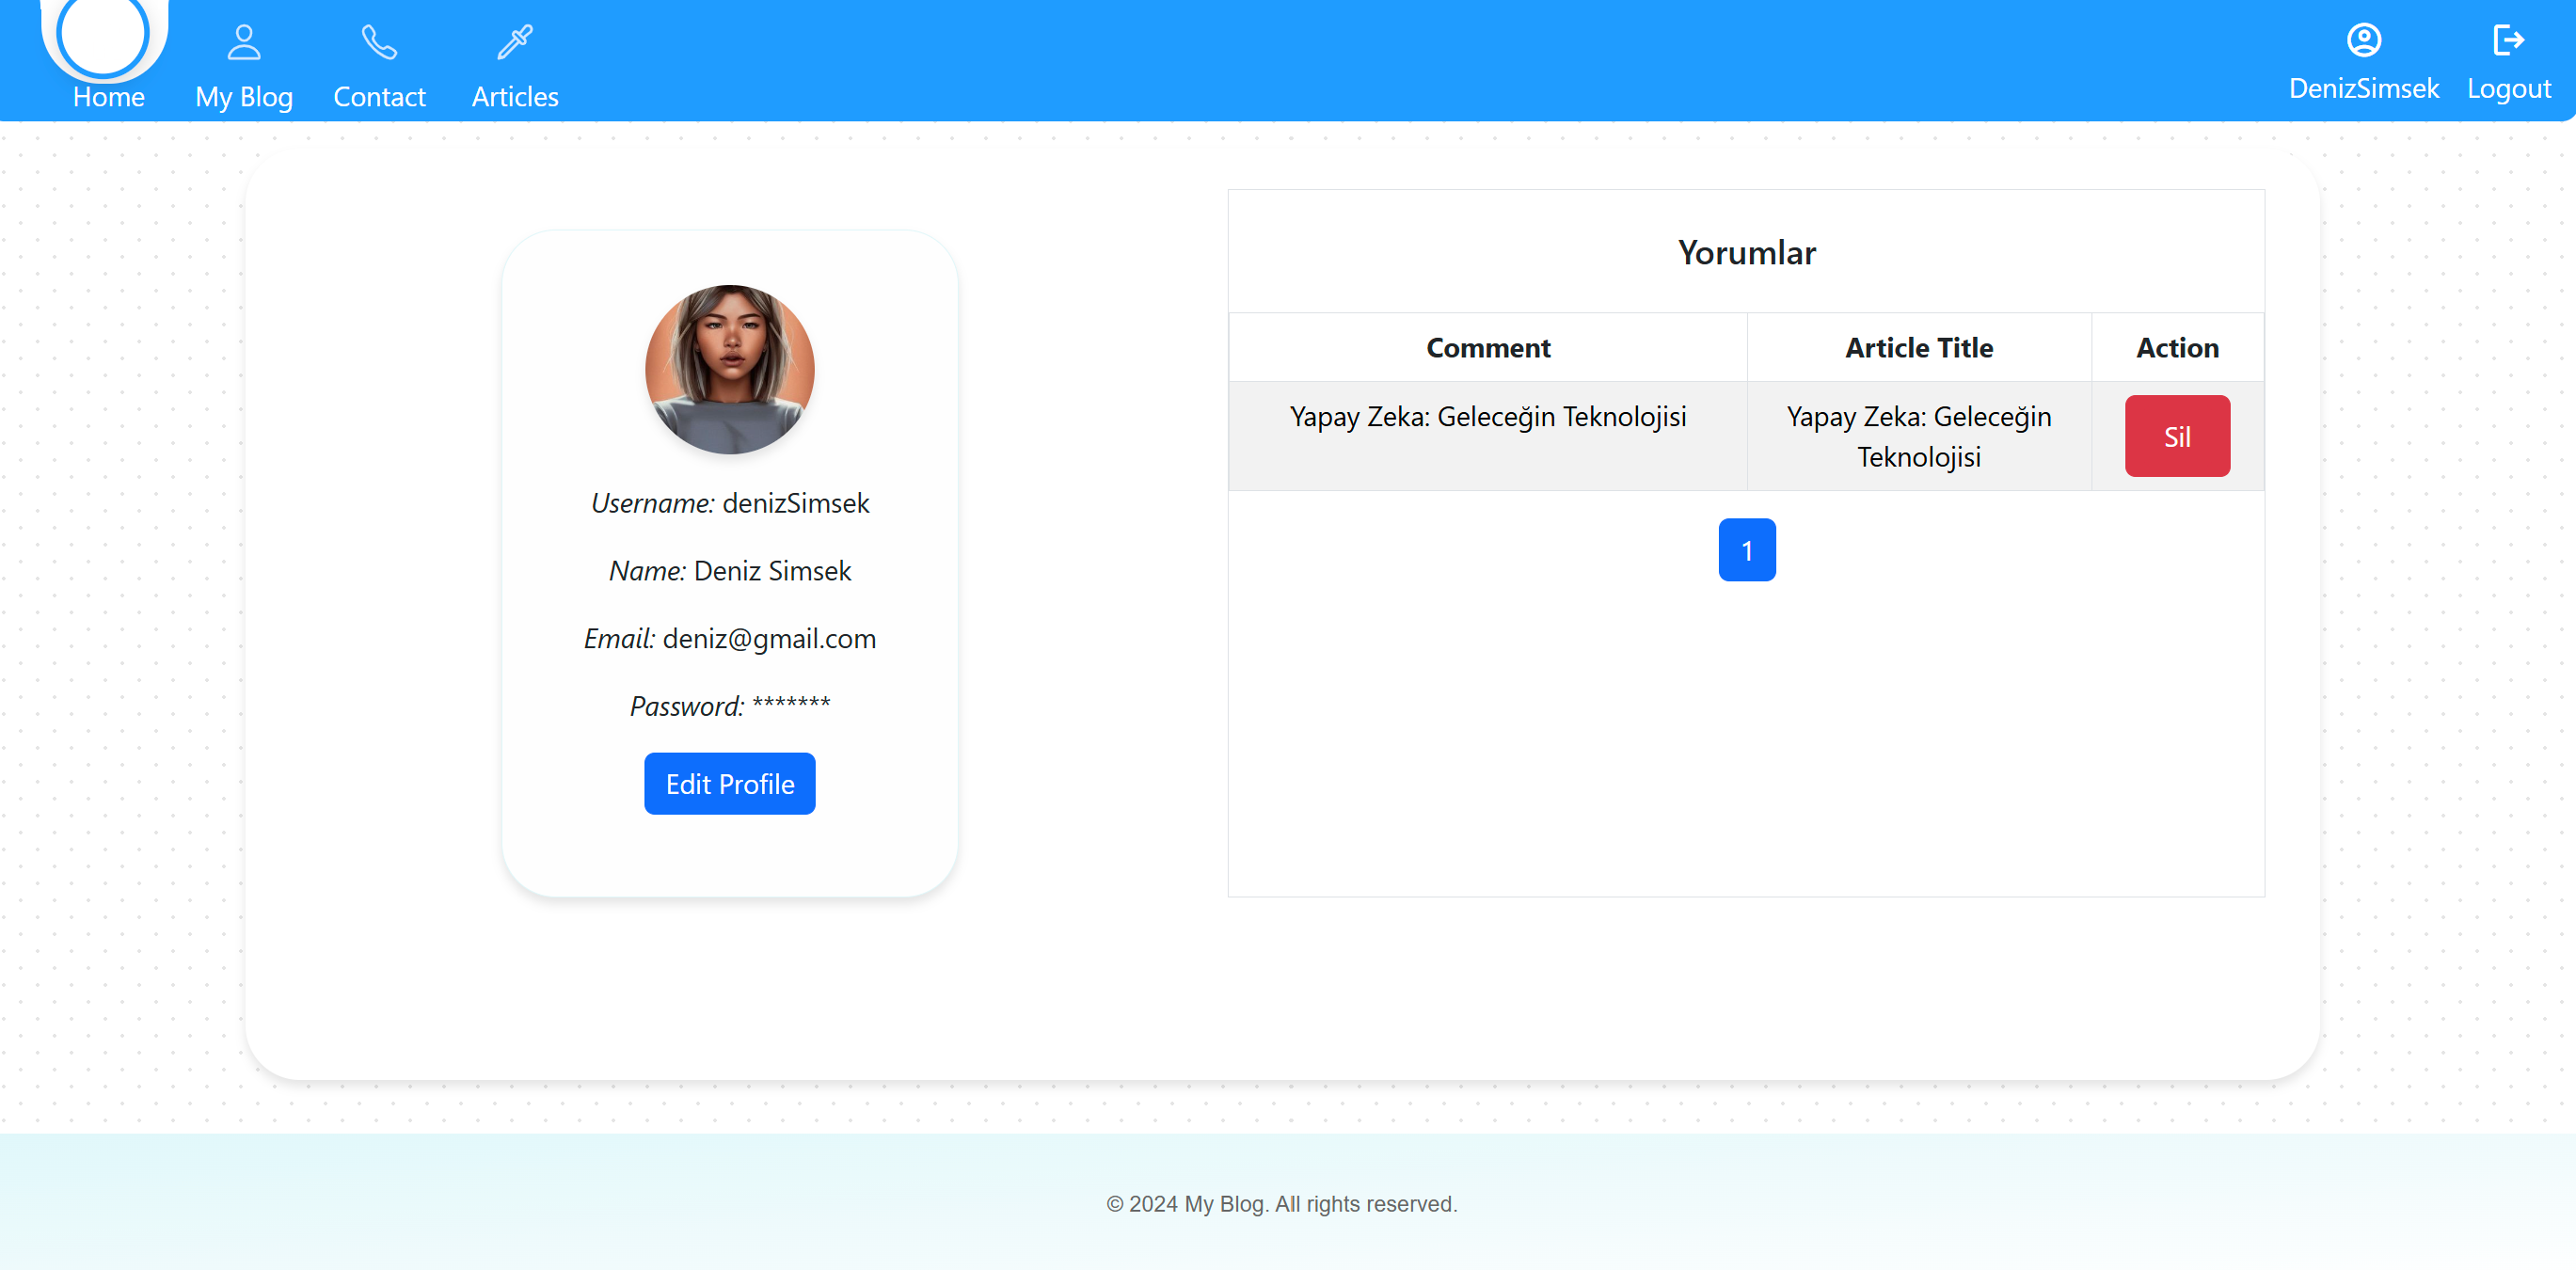 Home
My Blog
Contact
Articles
DenizSimsek
Logout
Username: denizSimsek
Name: Deniz Simsek
Email: deniz@gmail.com
Password: *******
Edit Profile
Yorumlar
Comment
Article Title
Action
Yapay Zeka: Geleceğin Teknolojisi
Yapay Zeka: Geleceğin
Teknolojisi
Sil
1
© 2024 My Blog. All rights reserved.